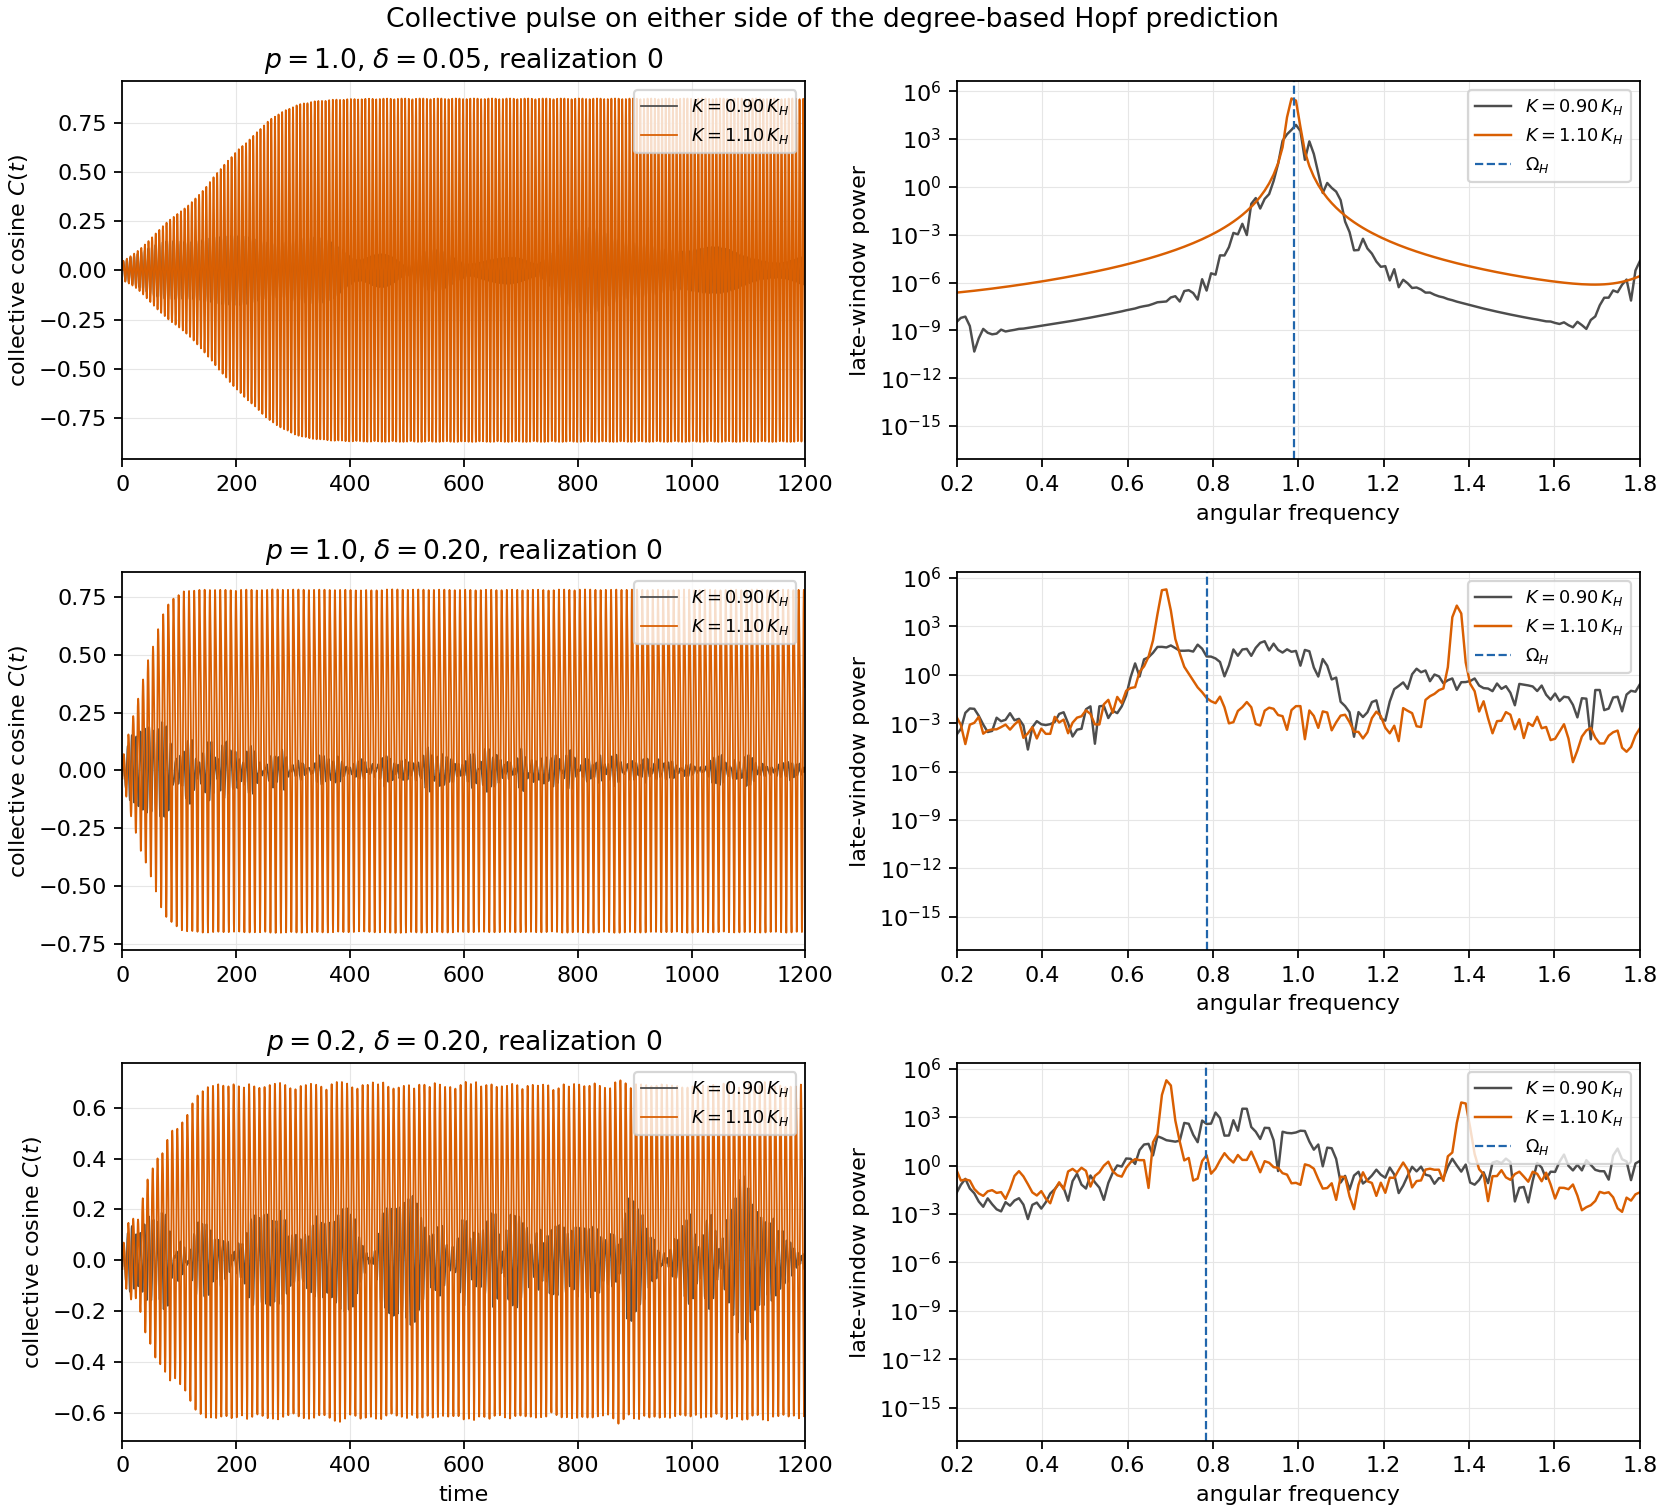 Collective pulse on either side of the degree-based Hopf prediction
p = 1.0, δ = 0.05, realization 0
collective cosine C(t)
0.75
0.50
0.25
0.00
−0.25
−0.50
−0.75
0 200 400 600 800 1000 1200
K = 0.90 K_H
K = 1.10 K_H
late-window power
10^6
10^3
10^0
10^−3
10^−6
10^−9
10^−12
10^−15
0.2 0.4 0.6 0.8 1.0 1.2 1.4 1.6 1.8
angular frequency
K = 0.90 K_H
K = 1.10 K_H
Ω_H
p = 1.0, δ = 0.20, realization 0
collective cosine C(t)
0.75
0.50
0.25
0.00
−0.25
−0.50
−0.75
0 200 400 600 800 1000 1200
K = 0.90 K_H
K = 1.10 K_H
late-window power
10^6
10^3
10^0
10^−3
10^−6
10^−9
10^−12
10^−15
0.2 0.4 0.6 0.8 1.0 1.2 1.4 1.6 1.8
angular frequency
K = 0.90 K_H
K = 1.10 K_H
Ω_H
p = 0.2, δ = 0.20, realization 0
collective cosine C(t)
0.6
0.4
0.2
0.0
−0.2
−0.4
−0.6
0 200 400 600 800 1000 1200
time
K = 0.90 K_H
K = 1.10 K_H
late-window power
10^6
10^3
10^0
10^−3
10^−6
10^−9
10^−12
10^−15
0.2 0.4 0.6 0.8 1.0 1.2 1.4 1.6 1.8
angular frequency
K = 0.90 K_H
K = 1.10 K_H
Ω_H